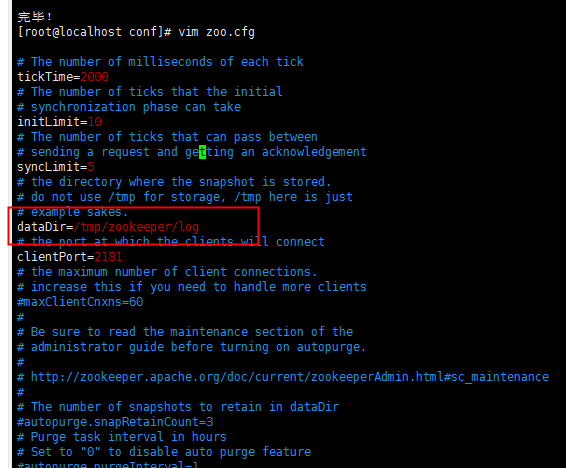 完毕！
[root@localhost conf]# vim zoo.cfg
# The number of milliseconds of each tick
tickTime=2000
# The number of ticks that the initial
# synchronization phase can take
initLimit=10
# The number of ticks that can pass between
# sending a request and getting an acknowledgement
syncLimit=5
# the directory where the snapshot is stored.
# do not use /tmp for storage, /tmp here is just
# example sakes.
dataDir=/tmp/zookeeper/log
# the port at which the clients will connect
clientPort=2181
# the maximum number of client connections.
# increase this if you need to handle more clients
#maxClientCnxns=60
#
# Be sure to read the maintenance section of the
# administrator guide before turning on autopurge.
#
# http://zookeeper.apache.org/doc/current/zookeeperAdmin.html#sc_maintenance
#
# The number of snapshots to retain in dataDir
#autopurge.snapRetainCount=3
# Purge task interval in hours
# Set to "0" to disable auto purge feature
#autopurge.purgeInterval=1